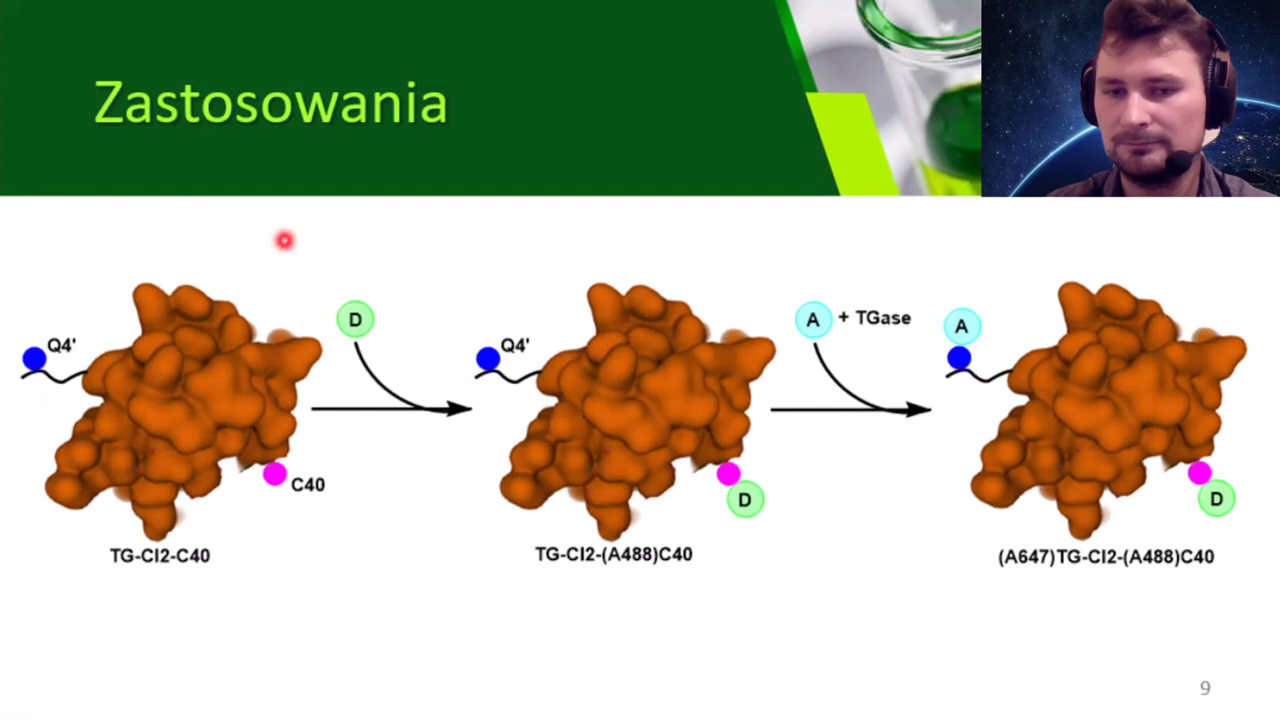 Zastosowania
Q4'
D
Q4'
A + TGase
A
C40
D
D
TG-CI2-C40
TG-CI2-(A488)C40
(A647)TG-CI2-(A488)C40
9